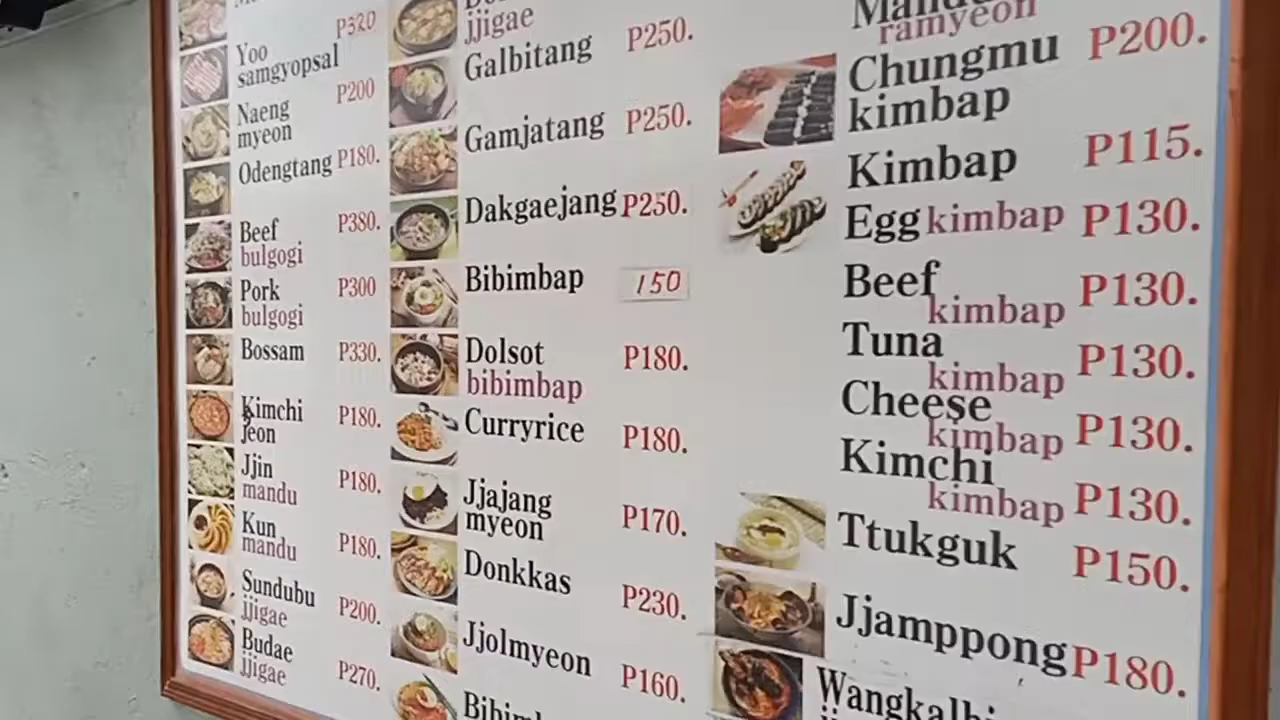 P320
Yoo
samgyopsal
P200
Naeng
myeon
Odengtang P180.
Beef
bulgogi
P380.
Pork
bulgogi
P300
Bossam P330.
Kimchi
jeon
P180.
Jjin
mandu
P180.
Kun
mandu
P180.
Sundubu
jjigae
P200.
Budae
jjigae
P270.
jjigae
P250.
Galbitang
Gamjatang P250.
Dakgaejang P250.
Bibimbap 150
Dolsot
bibimbap
P180.
Curryrice P180.
Jjajang
myeon
P170.
Donkkas P230.
Jjolmyeon P160.
ramyeon
P200.
Chungmu
kimbap
Kimbap P115.
Egg kimbap P130.
Beef
kimbap
P130.
Tuna
kimbap
P130.
Cheese
kimbap
P130.
Kimchi
kimbap
P130.
Ttukguk P150.
Jjamppong P180.
Wangkalbi